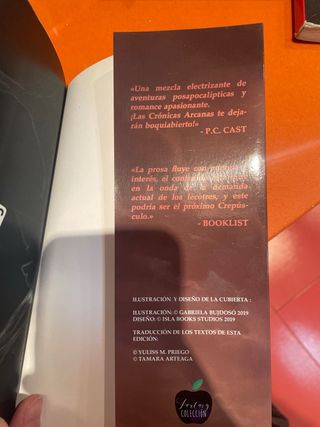 «Una mezcla electrizante de
aventuras posapocalípticas y
romance apasionante.
¡Las Crónicas Arcanas te deja-
rán boquiabierto!»
- P.C. CAST
«La prosa fluye con
interés, el
en la onda de la demanda
actual de los lecotres, y este
podría ser el próximo Crepús-
culo.»
- BOOKLIST
ILUSTRACIÓN Y DISEÑO DE LA CUBIERTA :
ILUSTRACIÓN: © GABRIELA BUJDOSÓ 2019
DISEÑO: © ISLA BOOKS STUDIOS 2019
TRADUCCIÓN DE LOS TEXTOS DE ESTA
EDICIÓN:
© YULISS M. PRIEGO
© TAMARA ARTEAGA
Fantasy
COLECCIÓN